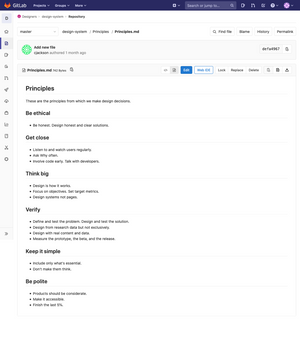 GitLab Projects Groups More Search or jump to...
Designers > design-system > Repository
master design-system / Principles / Principles.md Find file Blame History Permalink
Add new file
authored 1 month ago
Principles.md Edit Web IDE Lock Replace Delete
Principles
These are the principles from which we make design decisions.
Be ethical
Be honest. Design honest and clear solutions.
Get close
Listen to and watch users regularly.
Ask Why often.
Involve code early. Talk with developers.
Think big
Design is how it works.
Focus on objectives. Set target metrics.
Design systems not pages.
Verify
Define and test the problem. Design and test the solution.
Design from research data but not exclusively.
Design with real content and data.
Measure the prototype, the beta, and the release.
Keep it simple
Include only what's essential.
Don't make them think.
Be polite
Products should be considerate.
Make it accessible.
Finish the last 5%.